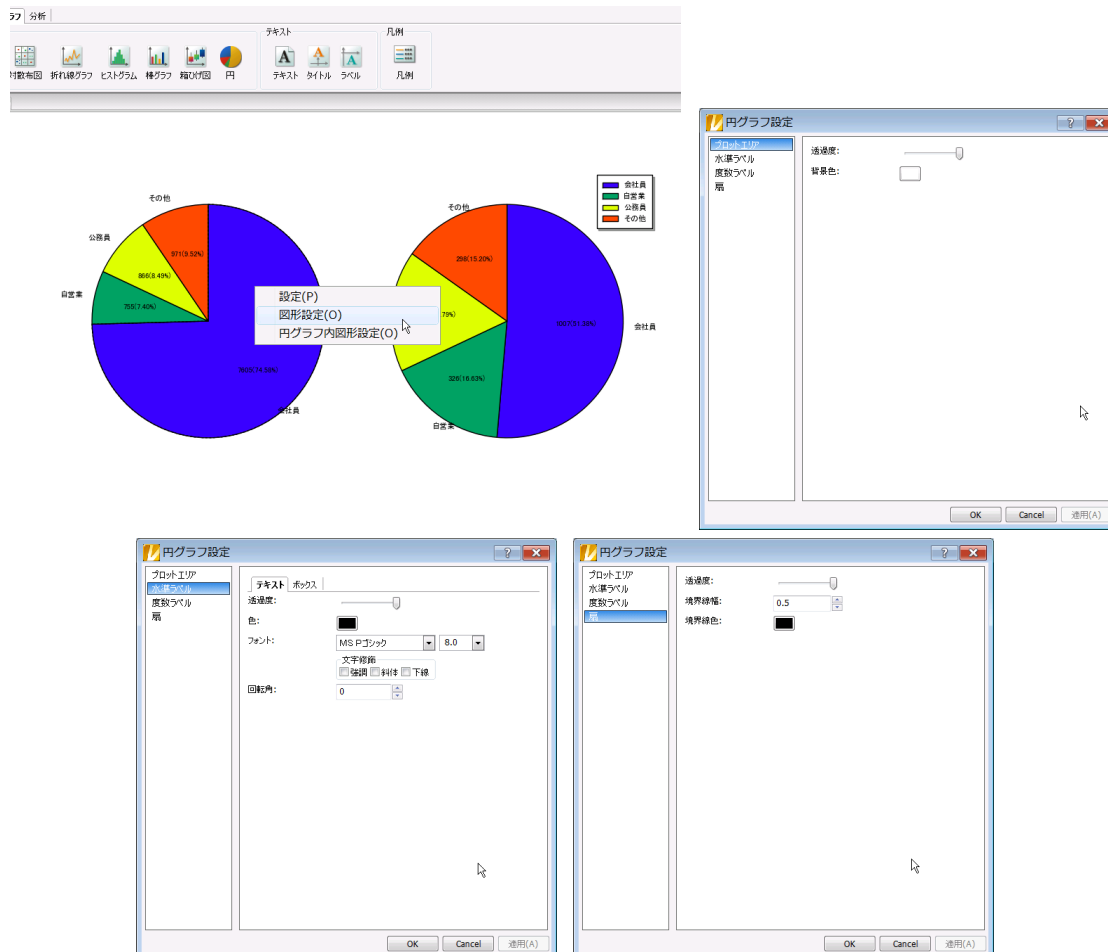 ラフ 分析
対散布図 折れ線グラフ ヒストグラム 棒グラフ 箱ひげ図 円
テキスト
テキスト タイトル ラベル
凡例
凡例
その他
公務員
自営業
会社員
971(9.52%)
866(8.49%)
755(7.40%)
設定(P)
図形設定(O)
円グラフ内図形設定(O)
会社員
自営業
公務員
その他
その他
298(15.20%)
.79%)
326(16.63%)
会社員
自営業
円グラフ設定
プロットエリア
水準ラベル
度数ラベル
扇
透過度:
背景色:
OK Cancel 適用(A)
円グラフ設定
プロットエリア
水準ラベル
度数ラベル
扇
テキスト ボックス
透過度:
色:
フォント: MS Pゴシック 8.0
文字修飾
強調 斜体 下線
回転角: 0
OK Cancel 適用(A)
円グラフ設定
プロットエリア
水準ラベル
度数ラベル
扇
透過度:
境界線幅: 0.5
境界線色:
OK Cancel 適用(A)